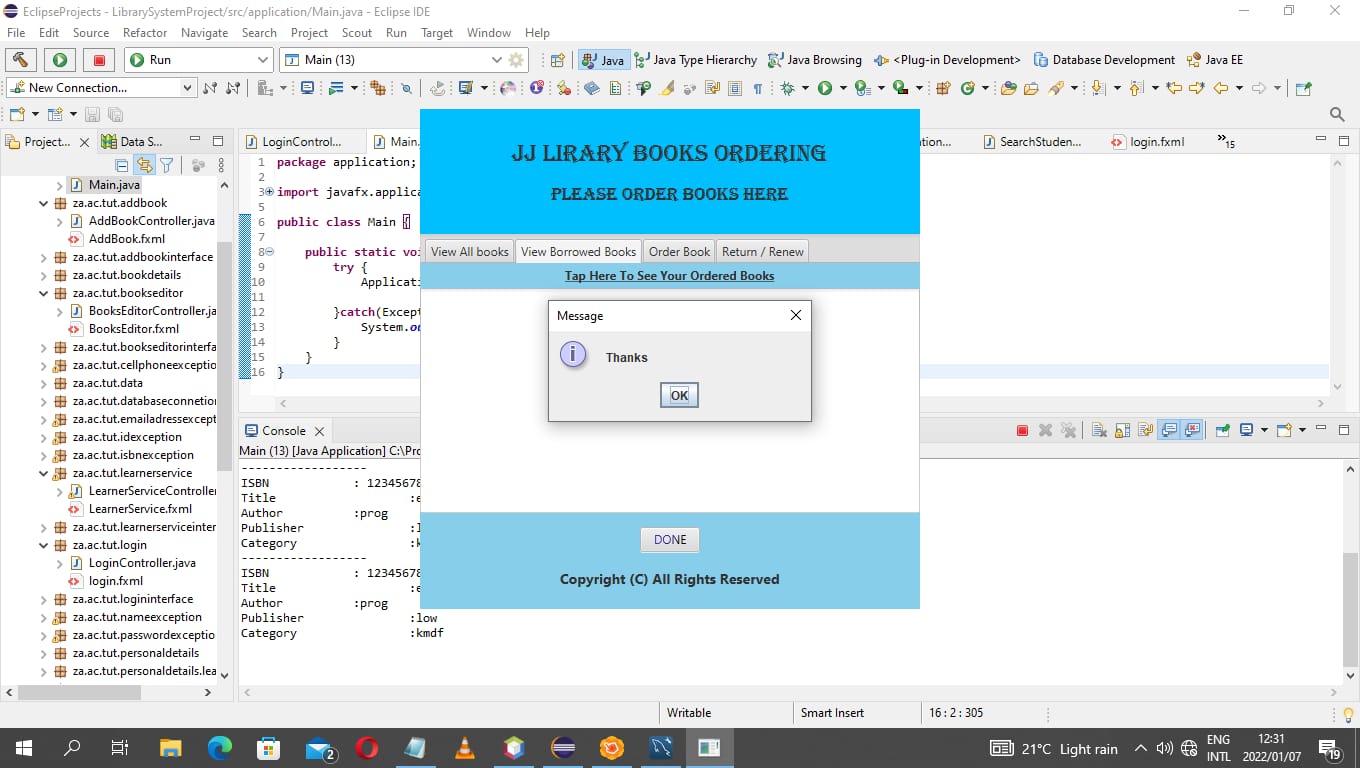 EclipseProjects - LibrarySystemProject/src/application/Main.java - Eclipse IDE
File Edit Source Refactor Navigate Search Project Scout Run Target Window Help
Run Main (13) Java Java Type Hierarchy Java Browsing <Plug-in Development> Database Development Java EE
New Connection...
Project... Data S...
LoginControl... Main. ation... SearchStuden... login.fxml »15
Main.java
za.ac.tut.addbook
AddBookController.java
AddBook.fxml
za.ac.tut.addbookinterface
za.ac.tut.bookdetails
za.ac.tut.bookseditor
BooksEditorController.ja
BooksEditor.fxml
za.ac.tut.bookseditorinterfa
za.ac.tut.cellphoneexceptio
za.ac.tut.data
za.ac.tut.databaseconnetion
za.ac.tut.emailadressexcept
za.ac.tut.idexception
za.ac.tut.isbnexception
za.ac.tut.learnerservice
LearnerServiceController
LearnerService.fxml
za.ac.tut.learnerserviceinter
za.ac.tut.login
LoginController.java
login.fxml
za.ac.tut.logininterface
za.ac.tut.nameexception
za.ac.tut.passwordexceptio
za.ac.tut.personaldetails
za.ac.tut.personaldetails.lea
1 package application;
2
3 import javafx.applica
5
6 public class Main {
7
8 public static voi
9 try {
10 Applicati
11
12 }catch(Except
13 System.ou
14 }
15 }
16 }
JJ LIRARY BOOKS ORDERING
PLEASE ORDER BOOKS HERE
View All books View Borrowed Books Order Book Return / Renew
Tap Here To See Your Ordered Books
Message
Thanks
OK
DONE
Copyright (C) All Rights Reserved
Console
Main (13) [Java Application] C:\Pro
------------------
ISBN : 12345678
Title :e
Author :prog
Publisher :l
Category :k
------------------
ISBN : 12345678
Title :e
Author :prog
Publisher :low
Category :kmdf
Writable Smart Insert 16 : 2 : 305
2 21°C Light rain ENG INTL 12:31 2022/01/07 19